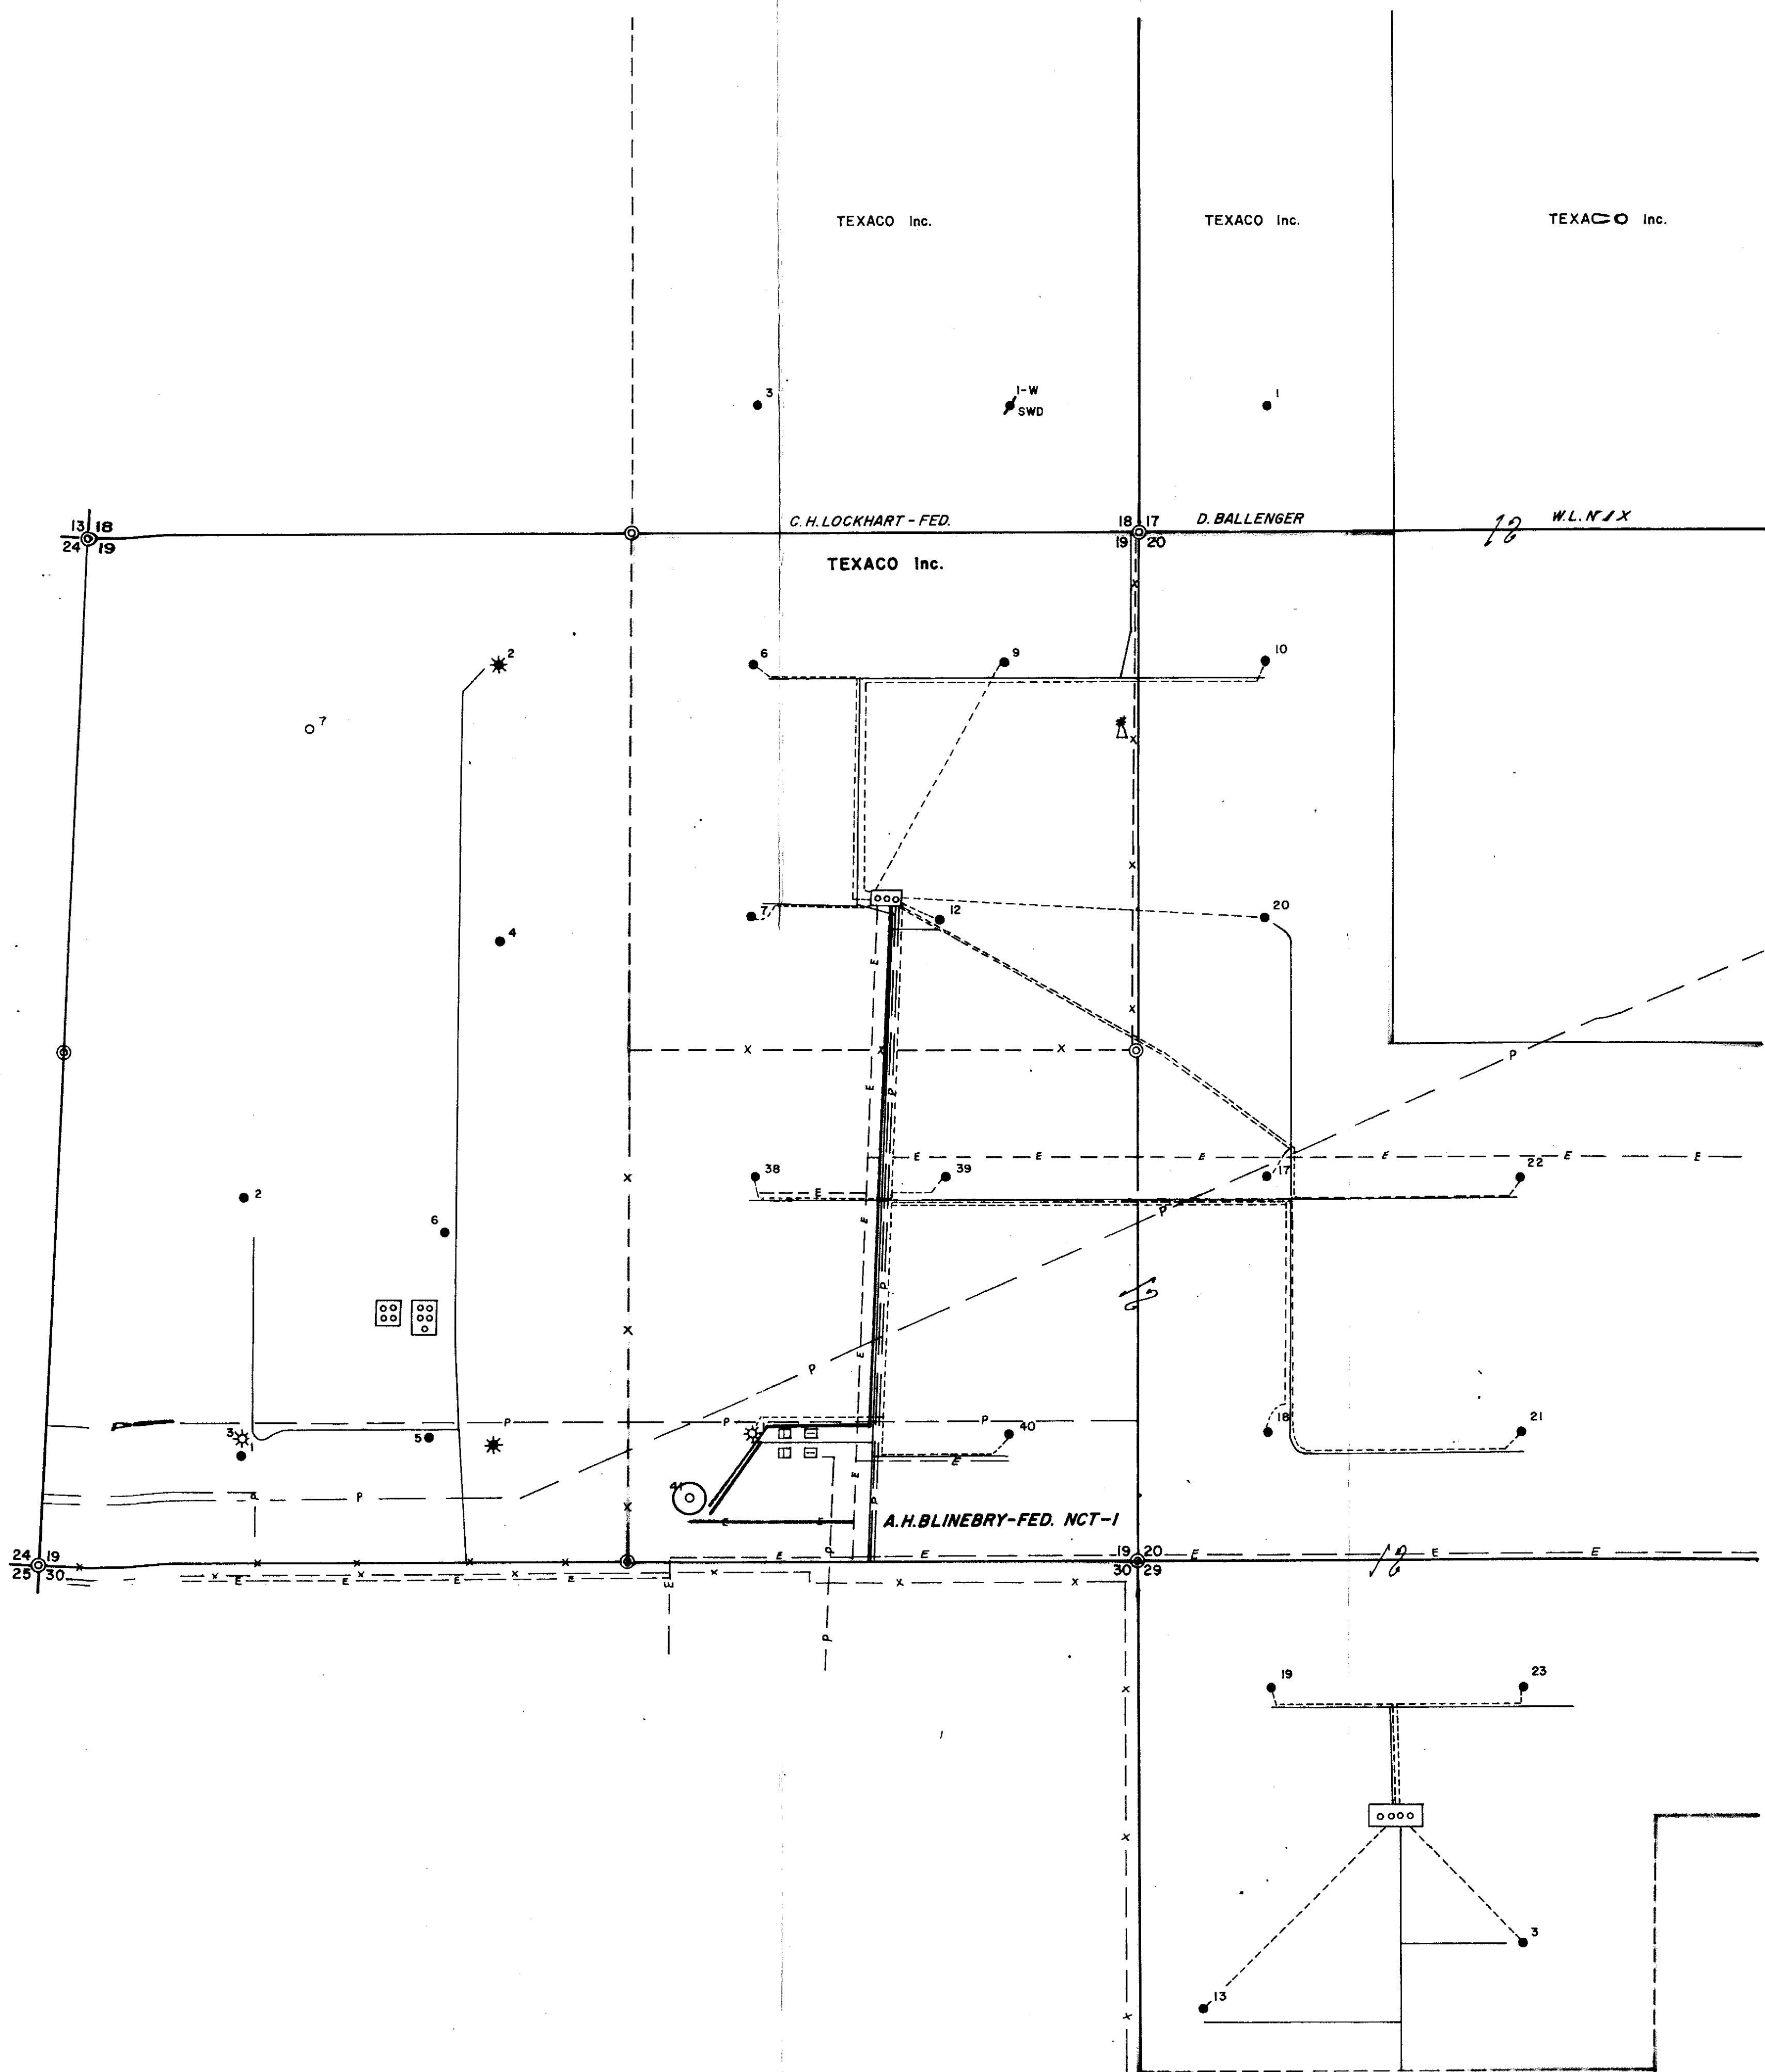 TEXACO Inc.
TEXACO Inc.
TEXACO Inc.
3
1-W
SWD
1
C.H.LOCKHART-FED.
D.BALLENGER
W.L.NIX
13 18
24 19
18 17
19 20
12
TEXACO Inc.
2
6
9
10
7
X
X
X
7
12
20
4
E
X
X X X
P
E P
E E E E E E
38
39
17
22
2
X
E
6
E
P
P
X
P
E
P
P
P
P
40
18
21
3
1
5
E
E
P
P
41
X
P
E E
A.H.BLINEBRY-FED. NCT-1
24 19
25 30
X X X X X
P
E E
19 20
30 29
E E E
12
X X X X X X
E E E E
E
P
19
23
X
X
3
13
X